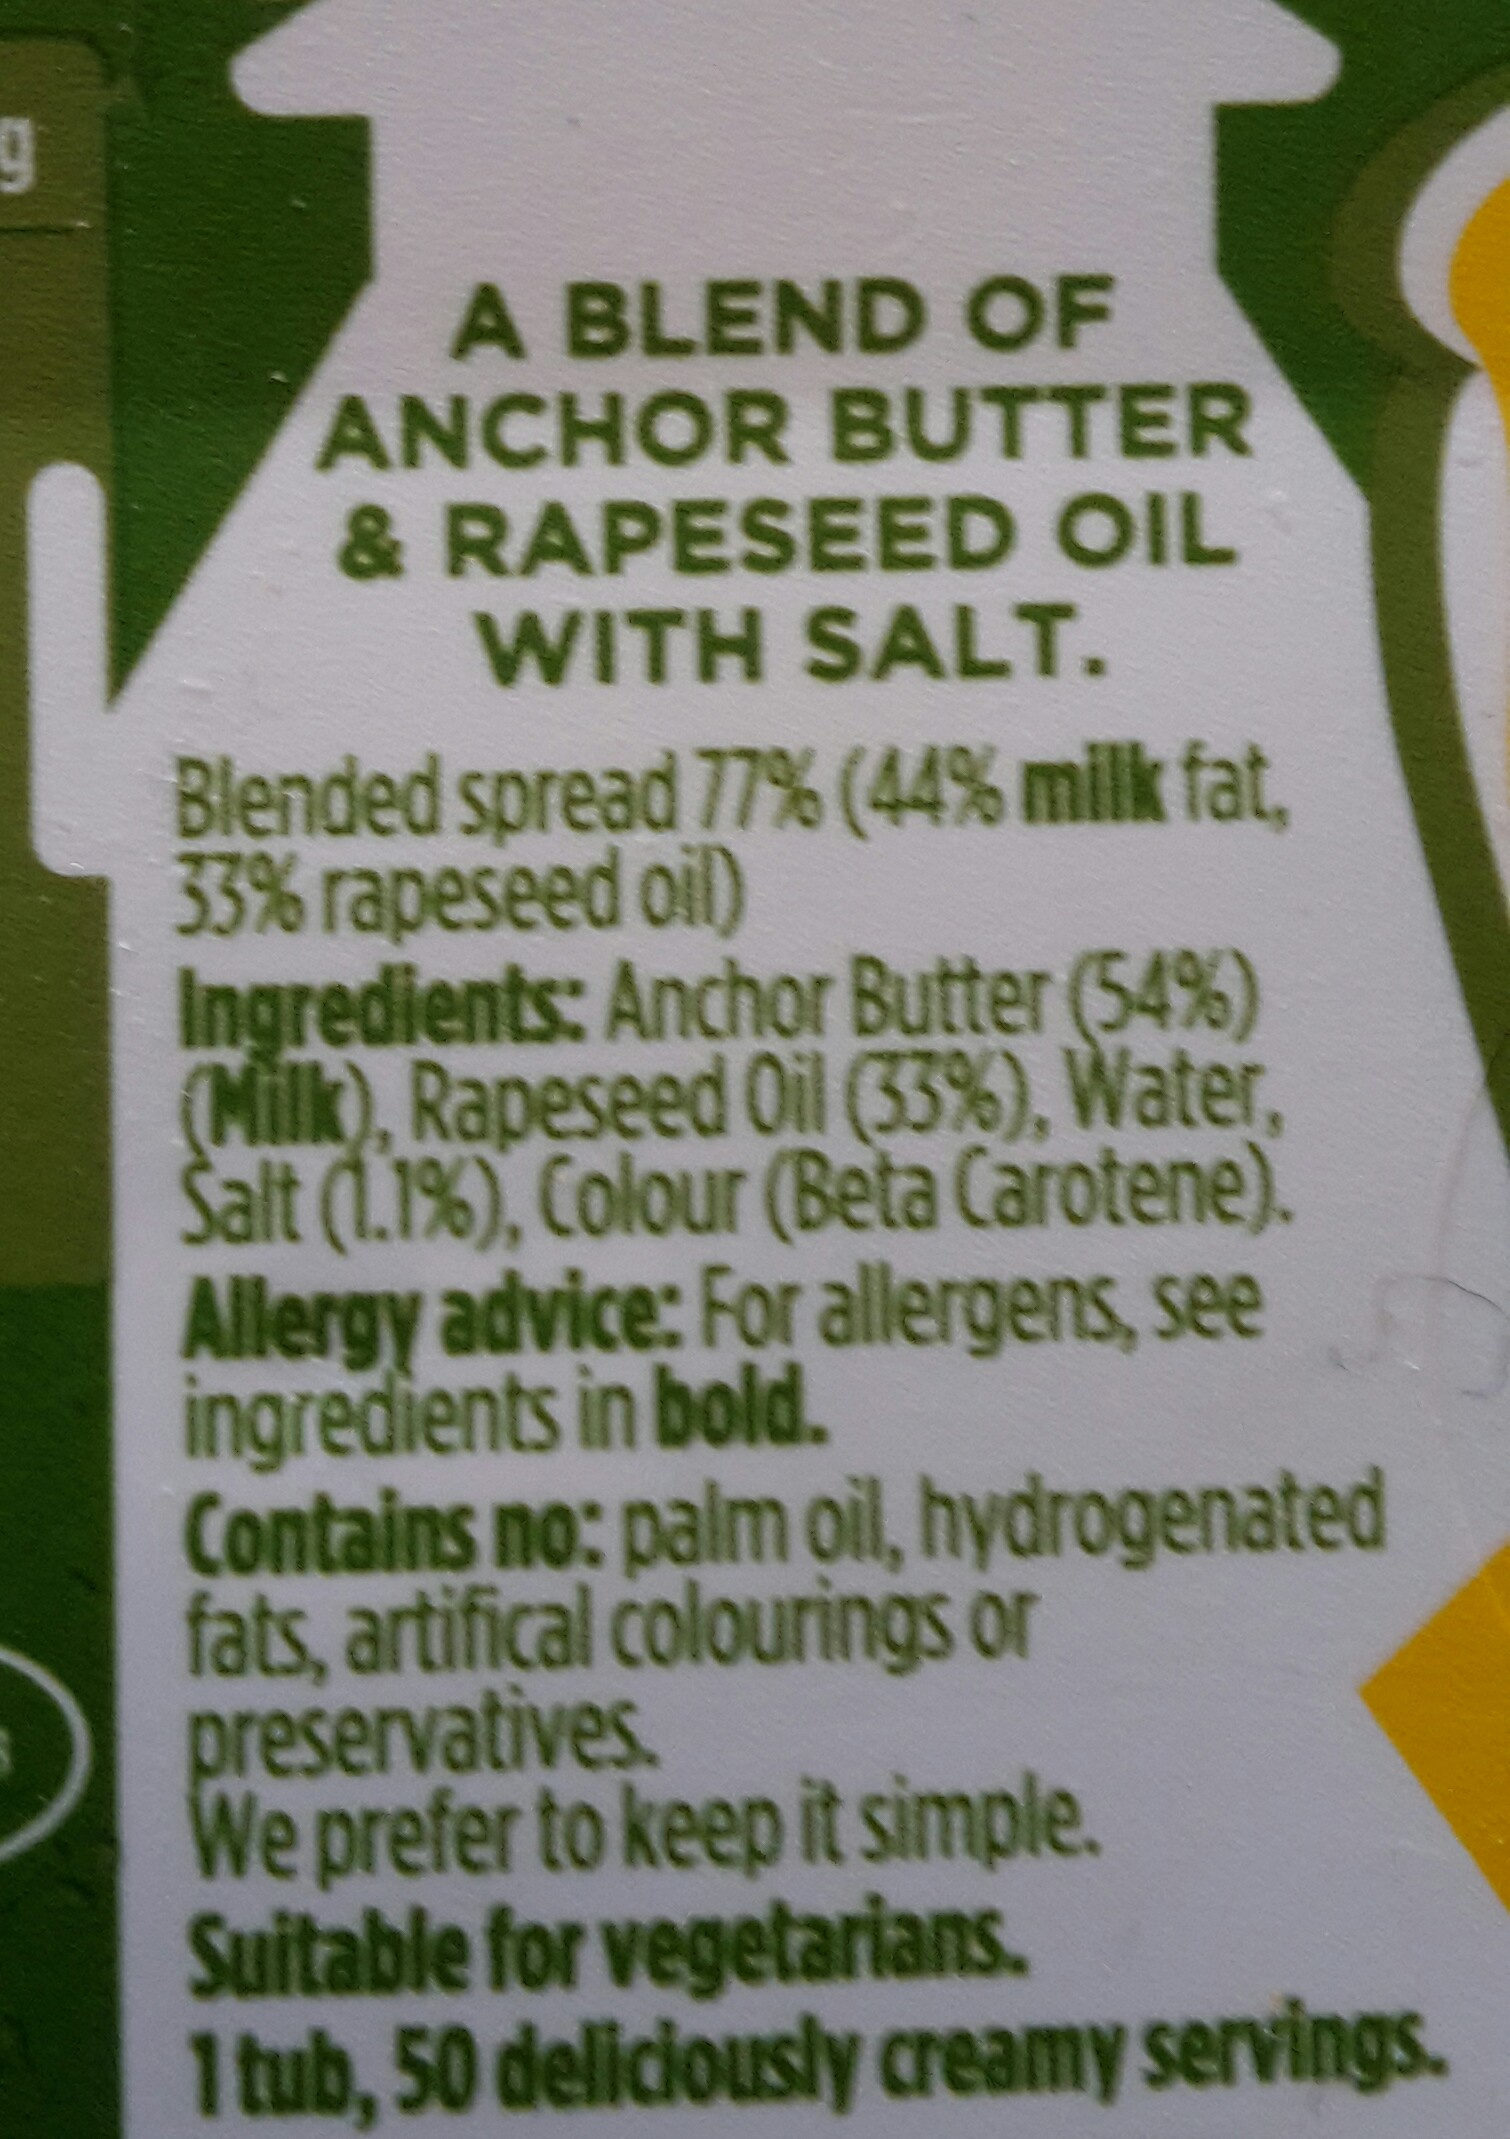 g
A BLEND OF
ANCHOR BUTTER
& RAPESEED OIL
WITH SALT.
Blended spread 77% (44% milk fat,
33% rapeseed oil)
Ingredients: Anchor Butter (54%)
(Milk), Rapeseed Oil (33%), Water,
Salt (1.1%), Colour (Beta Carotene).
Allergy advice: For allergens, see
ingredients in bold.
Contains no: palm oil, hydrogenated
fats, artifical colourings or
preservatives.
We prefer to keep it simple.
Suitable for vegetarians.
1 tub, 50 deliciously creamy servings.